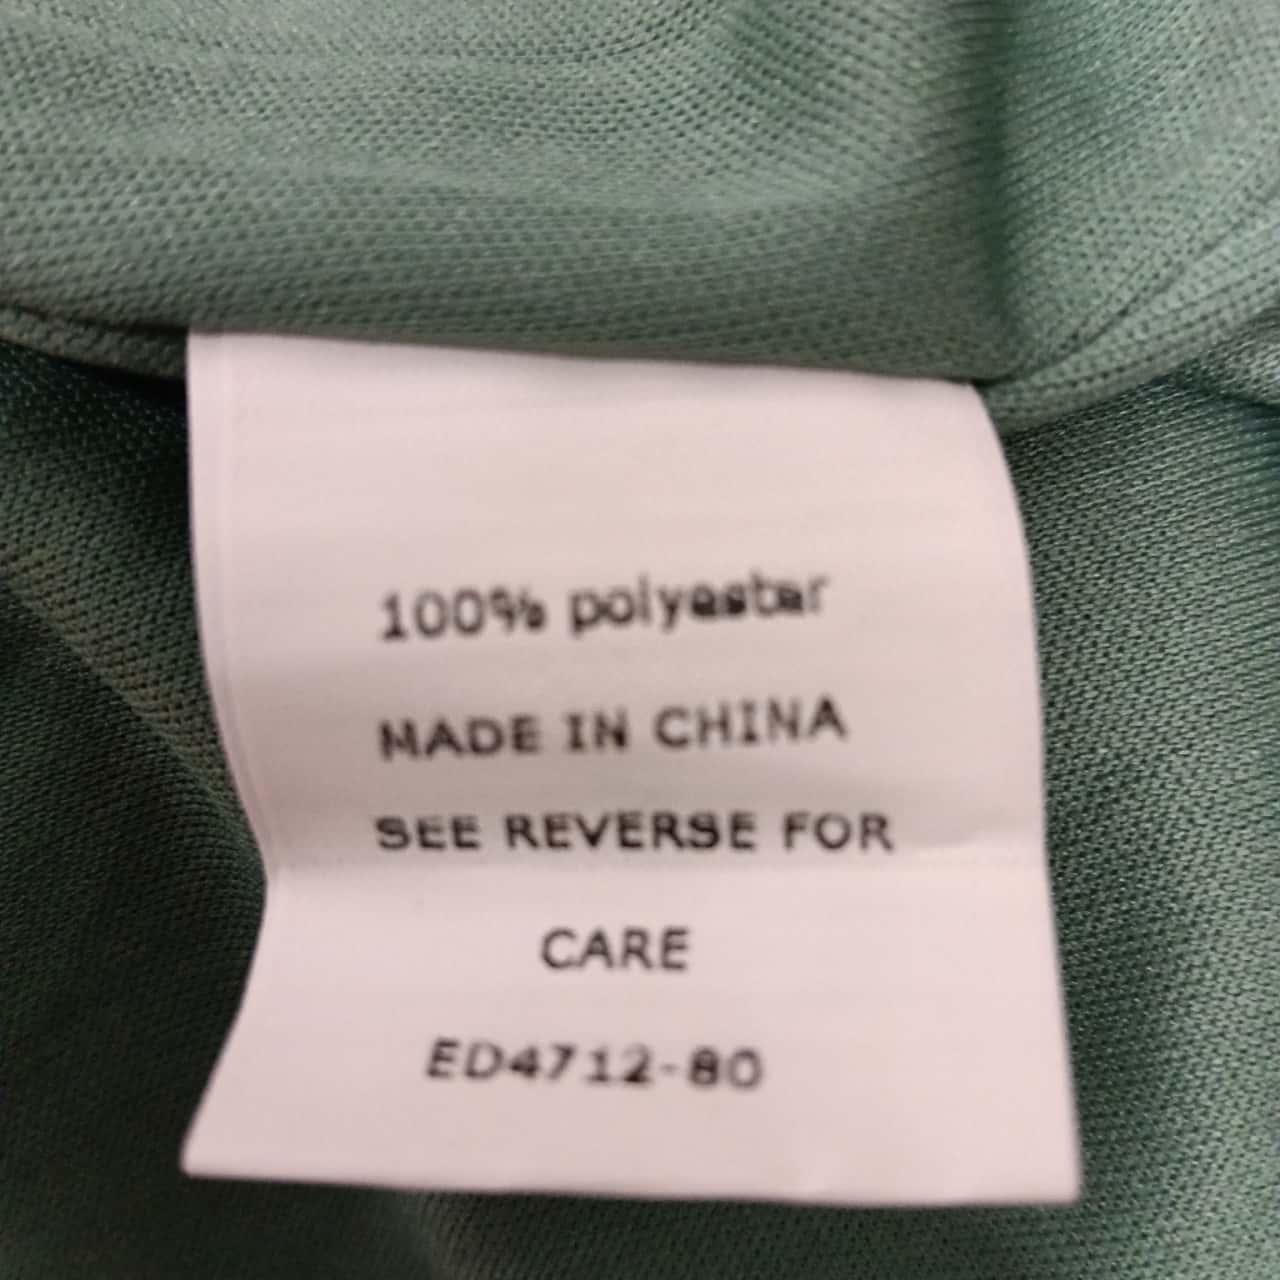 100% polyester
MADE IN CHINA
SEE REVERSE FOR
CARE
ED4712-80